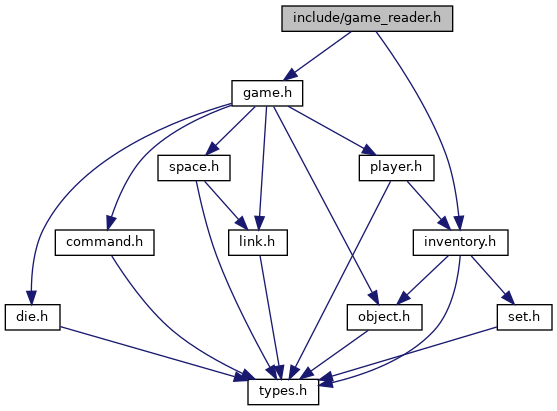 include/game_reader.h
game.h
space.h
player.h
command.h
link.h
inventory.h
die.h
object.h
set.h
types.h